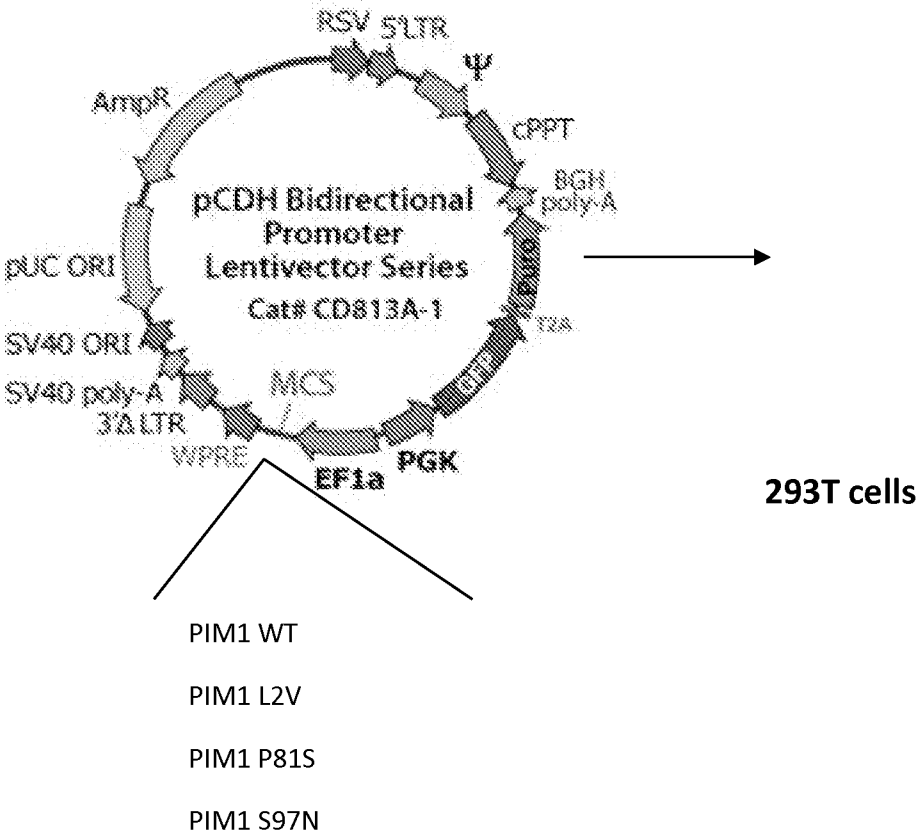 RSV
5'LTR
Ψ
cPPT
BGH
poly-A
Puro
T2A
GFP
PGK
EF1a
MCS
WPRE
3'Δ LTR
SV40 poly-A
SV40 ORI
pUC ORI
AmpR
pCDH Bidirectional
Promoter
Lentivector Series
Cat# CD813A-1
293T cells
PIM1 WT
PIM1 L2V
PIM1 P81S
PIM1 S97N